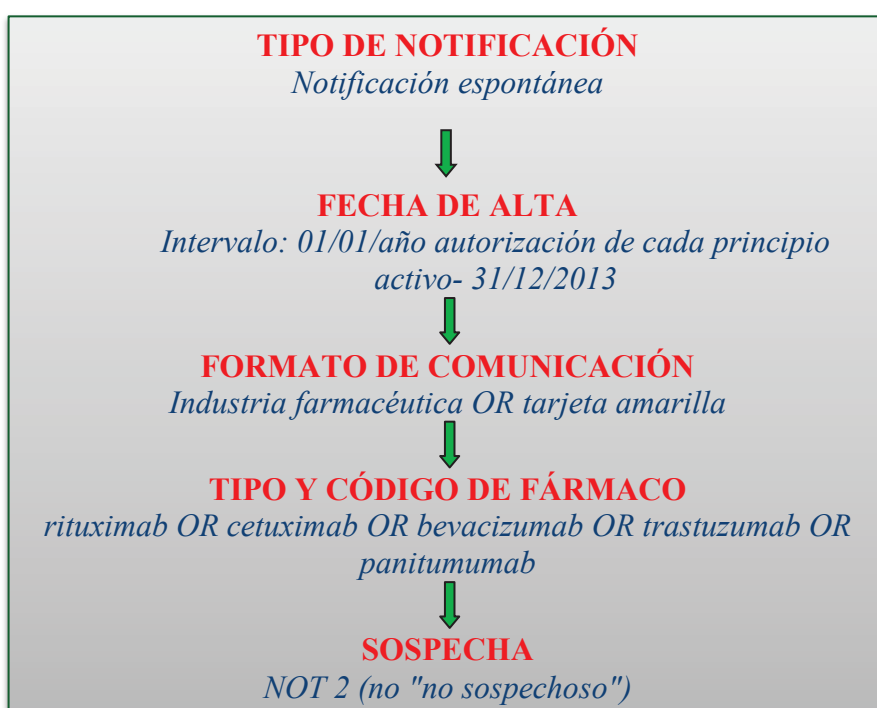 TIPO DE NOTIFICACIÓN
Notificación espontánea
FECHA DE ALTA
Intervalo: 01/01/año autorización de cada principio
activo- 31/12/2013
FORMATO DE COMUNICACIÓN
Industria farmacéutica OR tarjeta amarilla
TIPO Y CÓDIGO DE FÁRMACO
rituximab OR cetuximab OR bevacizumab OR trastuzumab OR
panitumumab
SOSPECHA
NOT 2 (no "no sospechoso")